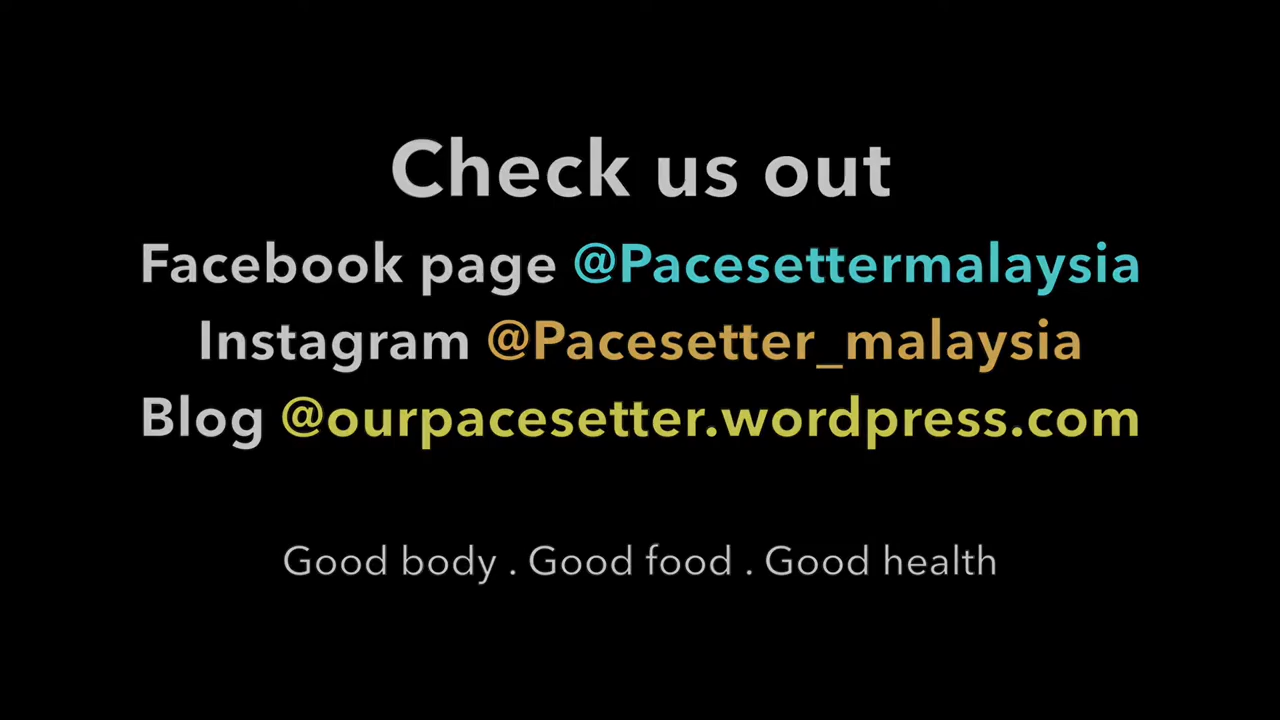 Check us out
Facebook page @Pacesettermalaysia
Instagram @Pacesetter_malaysia
Blog @ourpacesetter.wordpress.com
Good body . Good food . Good health